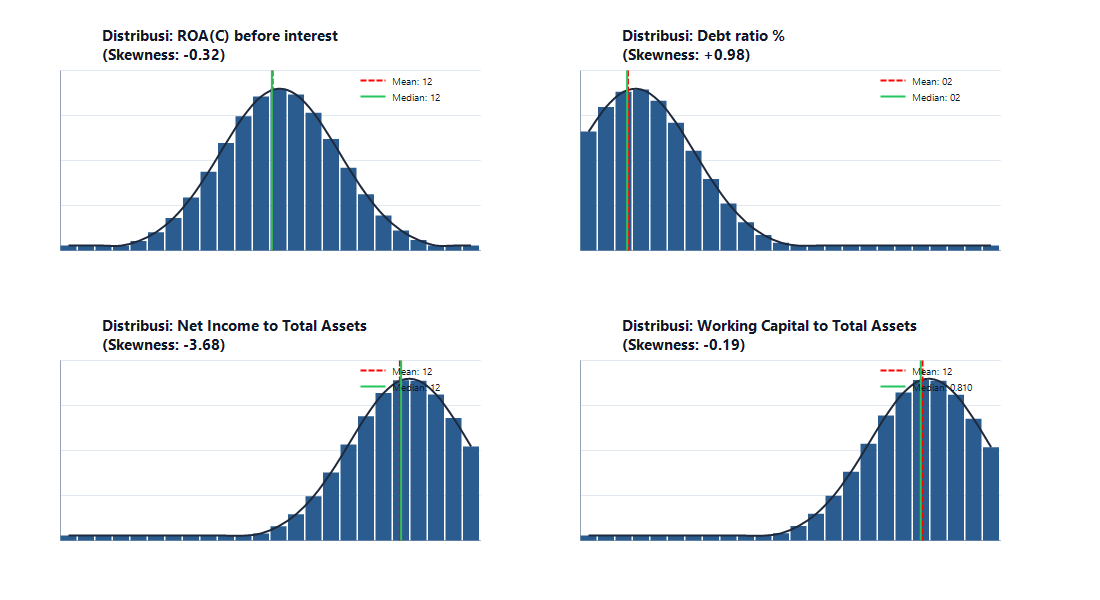 Distribusi: ROA(C) before interest
(Skewness: -0.32)
Mean: 12
Median: 12
Distribusi: Debt ratio %
(Skewness: +0.98)
Mean: 02
Median: 02
Distribusi: Net Income to Total Assets
(Skewness: -3.68)
Mean: 12
Median: 12
Distribusi: Working Capital to Total Assets
(Skewness: -0.19)
Mean: 12
Median: 0.810